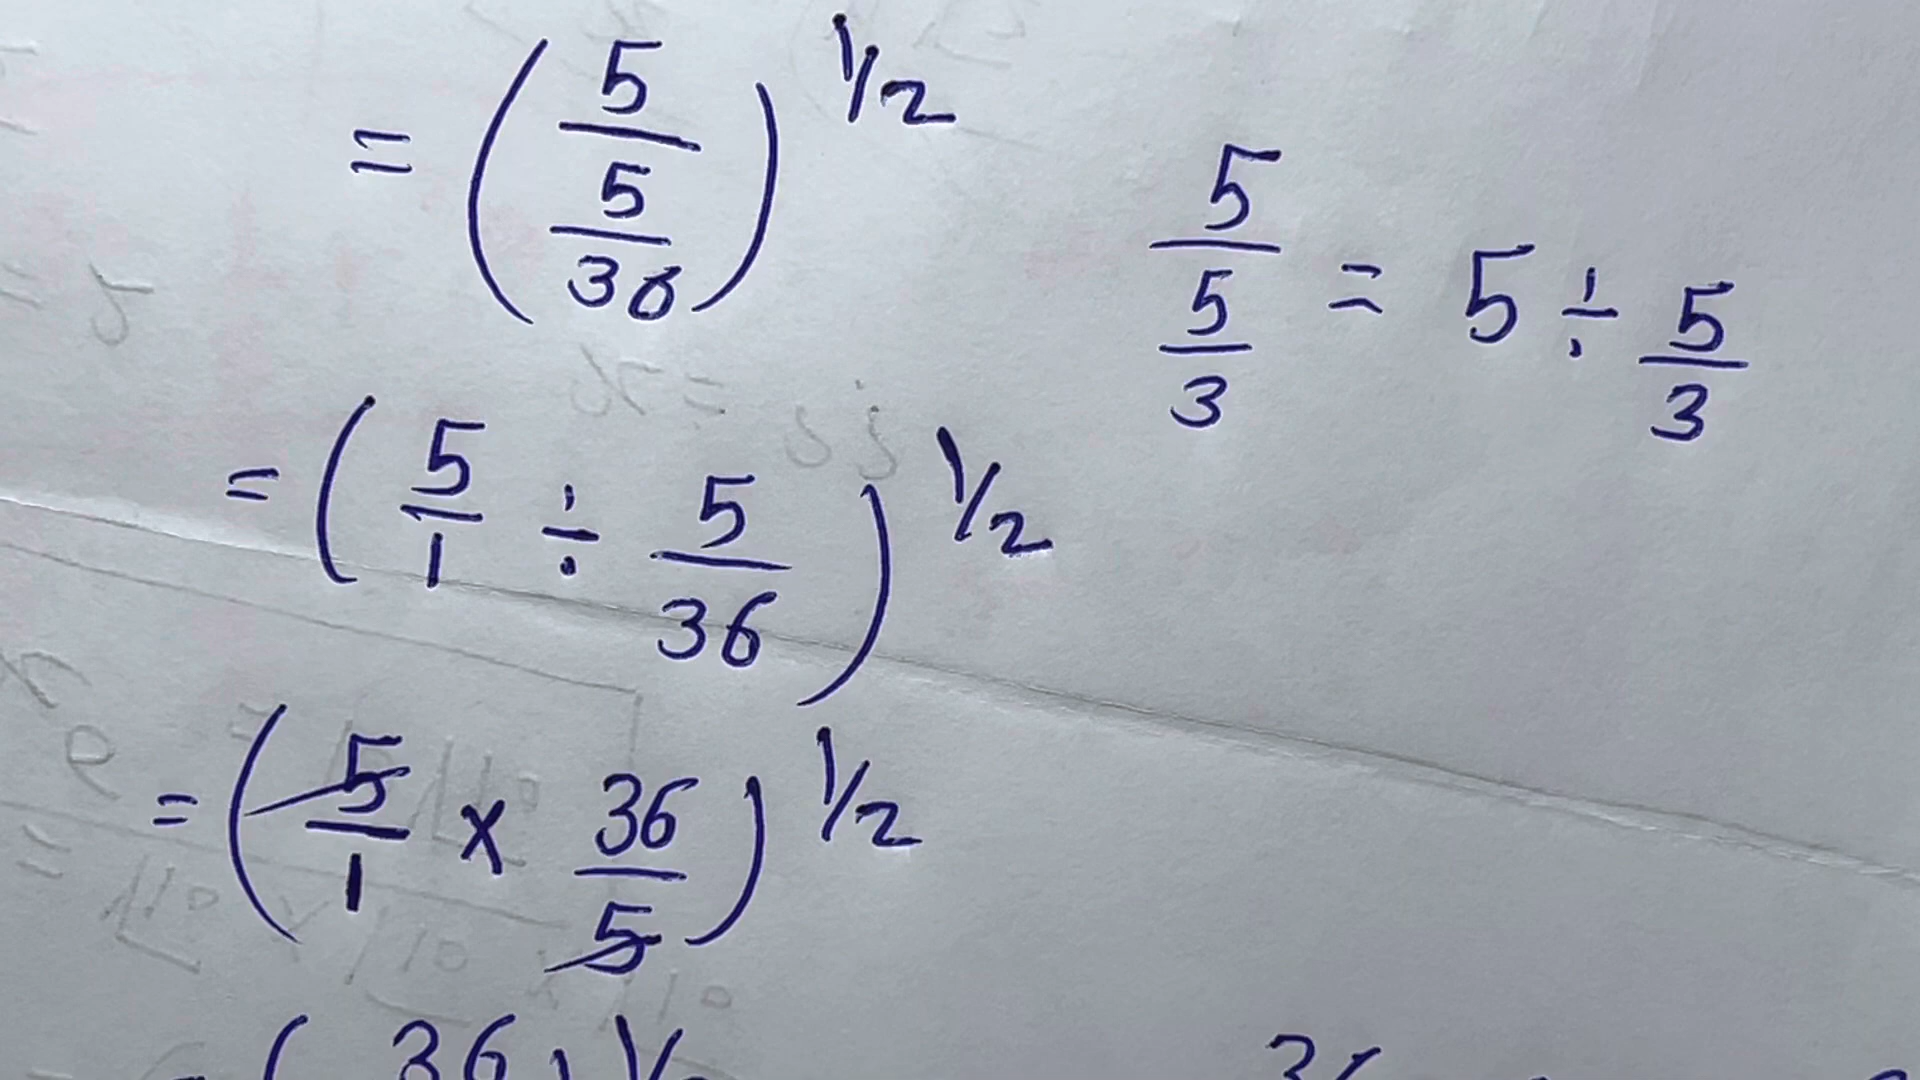 = (5/(5/36))^1/2
5/(5/3) = 5 ÷ 5/3
= (5/1 ÷ 5/36)^1/2
= (5/1 × 36/5)^1/2
= (36